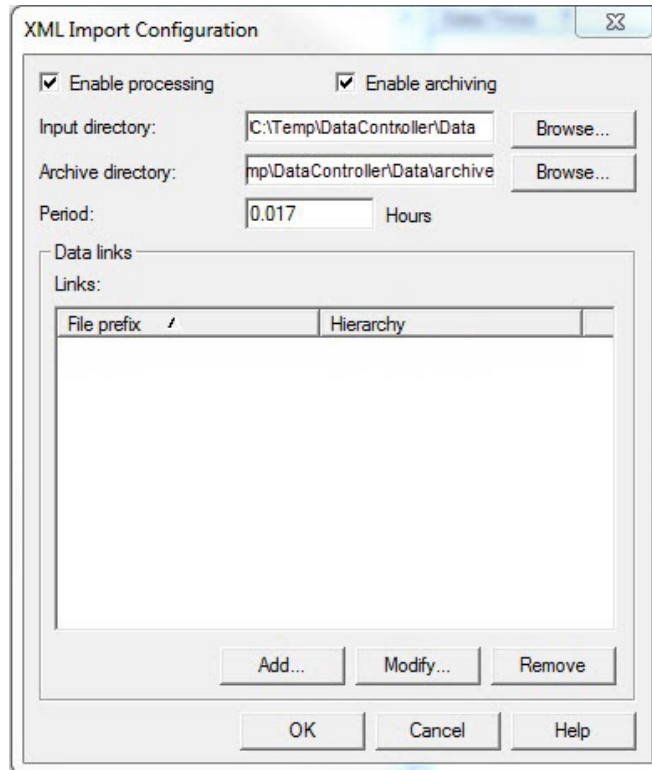 XML Import Configuration
Enable processing Enable archiving
Input directory: C:\Temp\DataController\Data Browse...
Archive directory: mp\DataController\Data\archive Browse...
Period: 0.017 Hours
Data links
Links:
File prefix Hierarchy
Add... Modify... Remove
OK Cancel Help